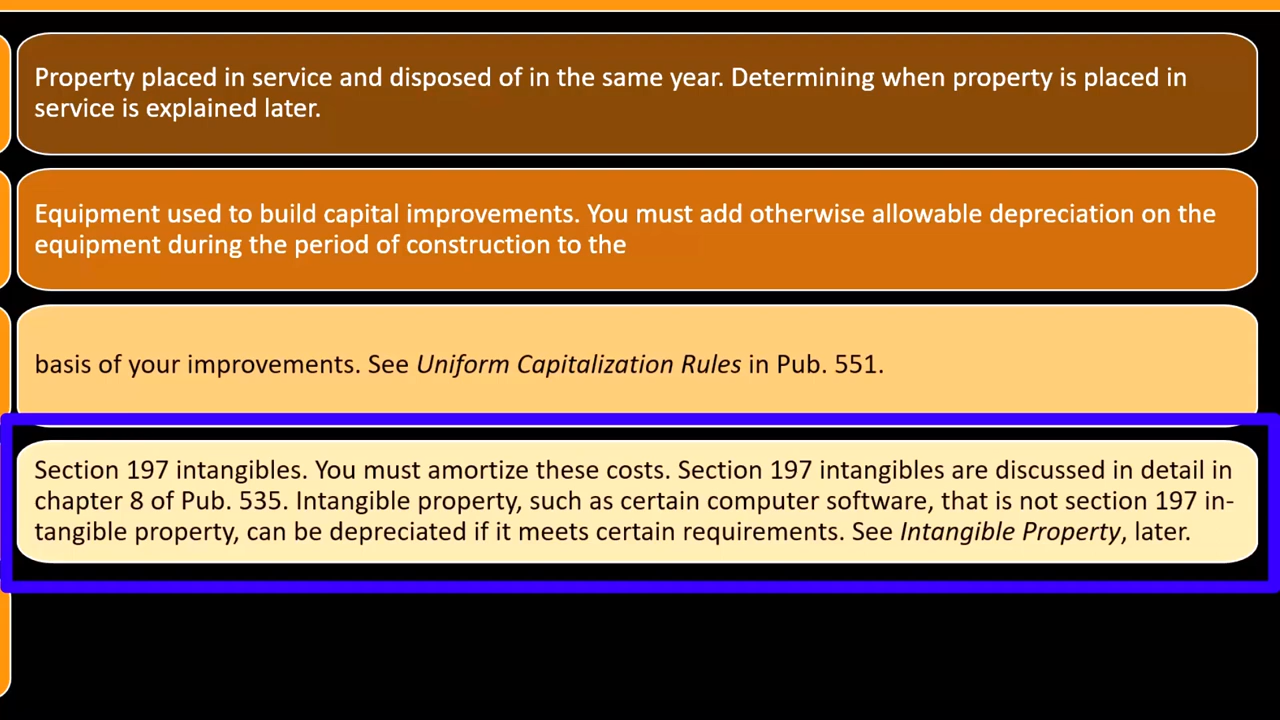 Property placed in service and disposed of in the same year. Determining when property is placed in
service is explained later.
Equipment used to build capital improvements. You must add otherwise allowable depreciation on the
equipment during the period of construction to the
basis of your improvements. See Uniform Capitalization Rules in Pub. 551.
Section 197 intangibles. You must amortize these costs. Section 197 intangibles are discussed in detail in
chapter 8 of Pub. 535. Intangible property, such as certain computer software, that is not section 197 in-
tangible property, can be depreciated if it meets certain requirements. See Intangible Property, later.